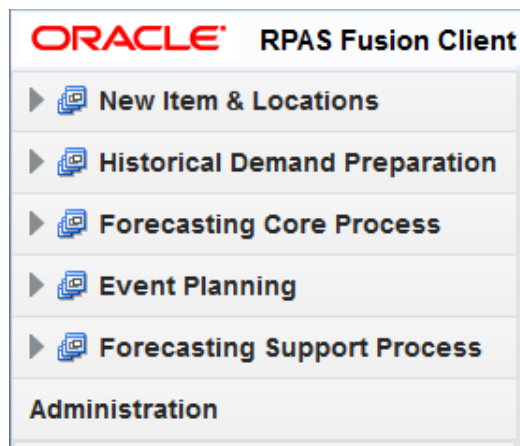 ORACLE RPAS Fusion Client
New Item & Locations
Historical Demand Preparation
Forecasting Core Process
Event Planning
Forecasting Support Process
Administration